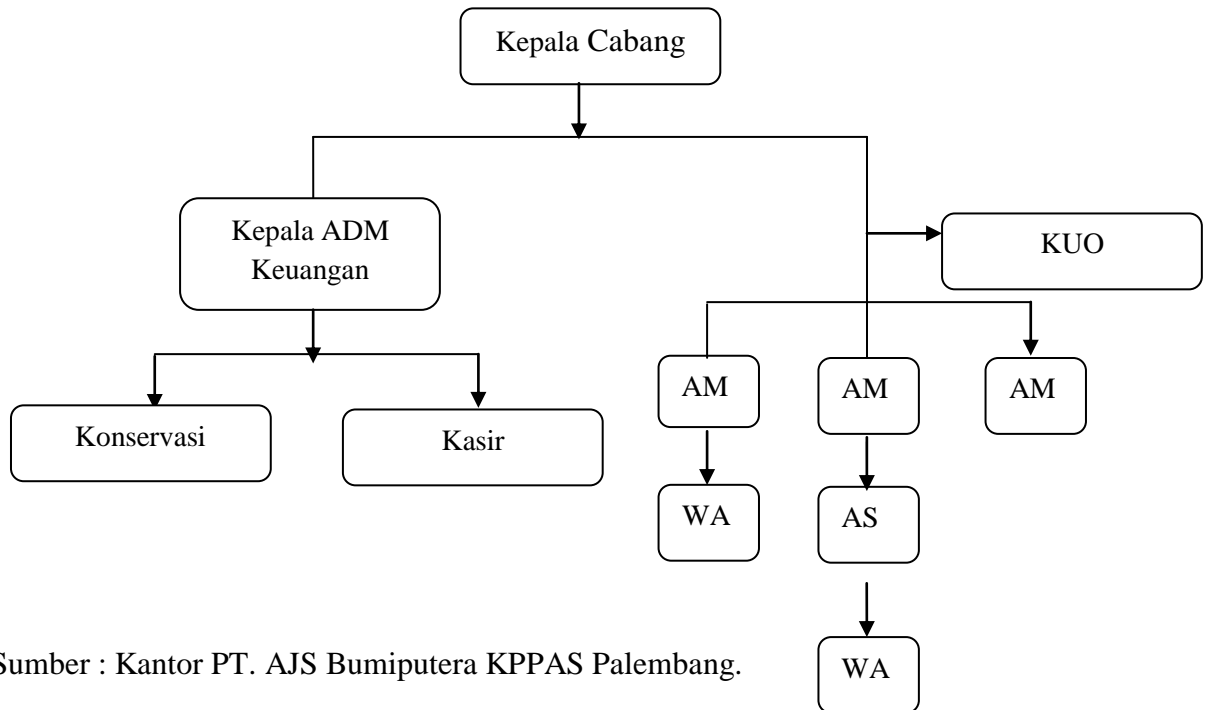 Kepala Cabang
Kepala ADM
Keuangan
KUO
AM
AM
AM
Konservasi
Kasir
WA
AS
Sumber : Kantor PT. AJS Bumiputera KPPAS Palembang.
WA